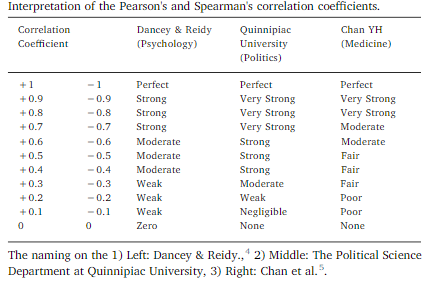 Interpretation of the Pearson's and Spearman's correlation coefficients.
Correlation Coefficient Dancey & Reidy (Psychology) Quinnipiac University (Politics) Chan YH (Medicine)
+1 −1 Perfect Perfect Perfect
+0.9 −0.9 Strong Very Strong Very Strong
+0.8 −0.8 Strong Very Strong Very Strong
+0.7 −0.7 Strong Very Strong Moderate
+0.6 −0.6 Moderate Strong Moderate
+0.5 −0.5 Moderate Strong Fair
+0.4 −0.4 Moderate Strong Fair
+0.3 −0.3 Weak Moderate Fair
+0.2 −0.2 Weak Weak Poor
+0.1 −0.1 Weak Negligible Poor
0 0 Zero None None
The naming on the 1) Left: Dancey & Reidy.,4 2) Middle: The Political Science
Department at Quinnipiac University, 3) Right: Chan et al.5.